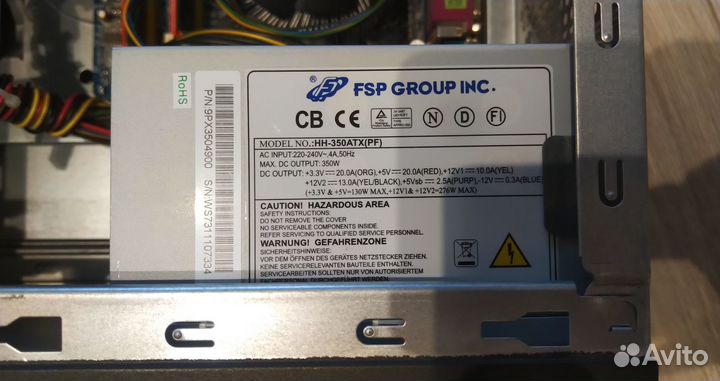 RoHS
P/N:9PX3504900
S/N:WS7311107334
FSP GROUP INC.
CB CE N D FI
MODEL NO.:HH-350ATX(PF)
AC INPUT:220-240V~,4A,50Hz
MAX. DC OUTPUT: 350W
DC OUTPUT: +3.3V ⎓ 20.0A(ORG), +5V ⎓ 20.0A(RED), +12V1 ⎓ 10.0A(YEL)
+12V2 ⎓ 13.0A(YEL/BLACK), +5Vsb ⎓ 2.5A(PURP),-12V ⎓ 0.3A(BLUE)
(+3.3V & +5V=130W MAX,+12V1& +12V2=276W MAX)
CAUTION! HAZARDOUS AREA
SAFETY INSTRUCTIONS:
DO NOT REMOVE THE COVER
NO SERVICEABLE COMPONENTS INSIDE.
REFER SERVICING TO QUALIFIED SERVICE PERSONNEL.
WARNUNG! GEFAHRENZONE
SICHERHEITSHINWEISE:
VOR DEM ÖFFNEN DES GERÄTES NETZSTECKER ZIEHEN
KEINE SERVICERELEVANTEN BAUTEILE ENTHALTEN.
SERVICEARBEITEN SOLLTEN NUR VON AUTORISIERTEM
FACHPERSONAL DURCHGEFÜHRT
Avito